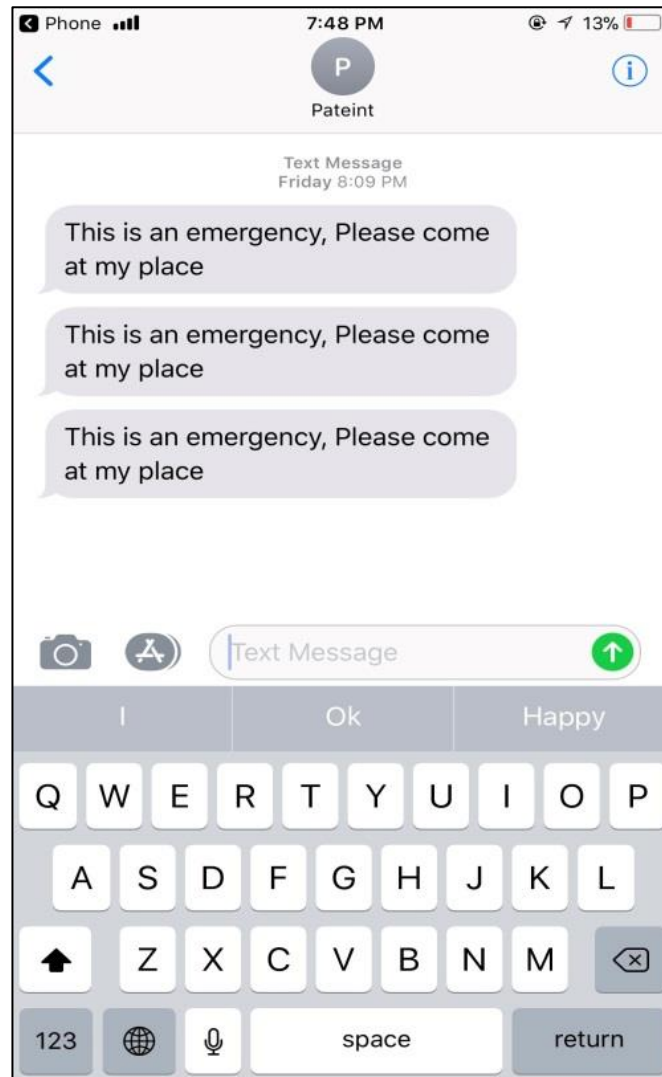 Phone 7:48 PM 13%
P
Pateint
Text Message
Friday 8:09 PM
This is an emergency, Please come
at my place
This is an emergency, Please come
at my place
This is an emergency, Please come
at my place
Text Message
I Ok Happy
Q W E R T Y U I O P
A S D F G H J K L
Z X C V B N M
123 space return